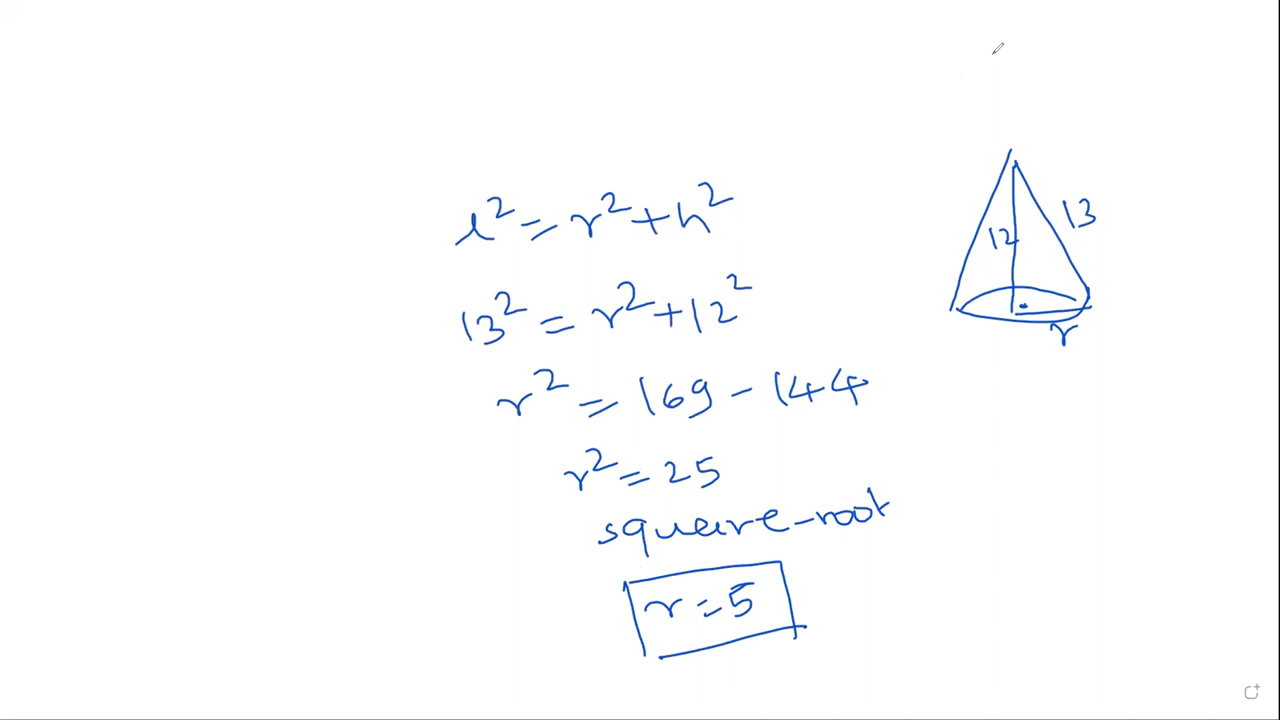 l² = r² + h²
13² = r² + 12²
r² = 169 - 144
r² = 25
square-root
r = 5
12
13
r